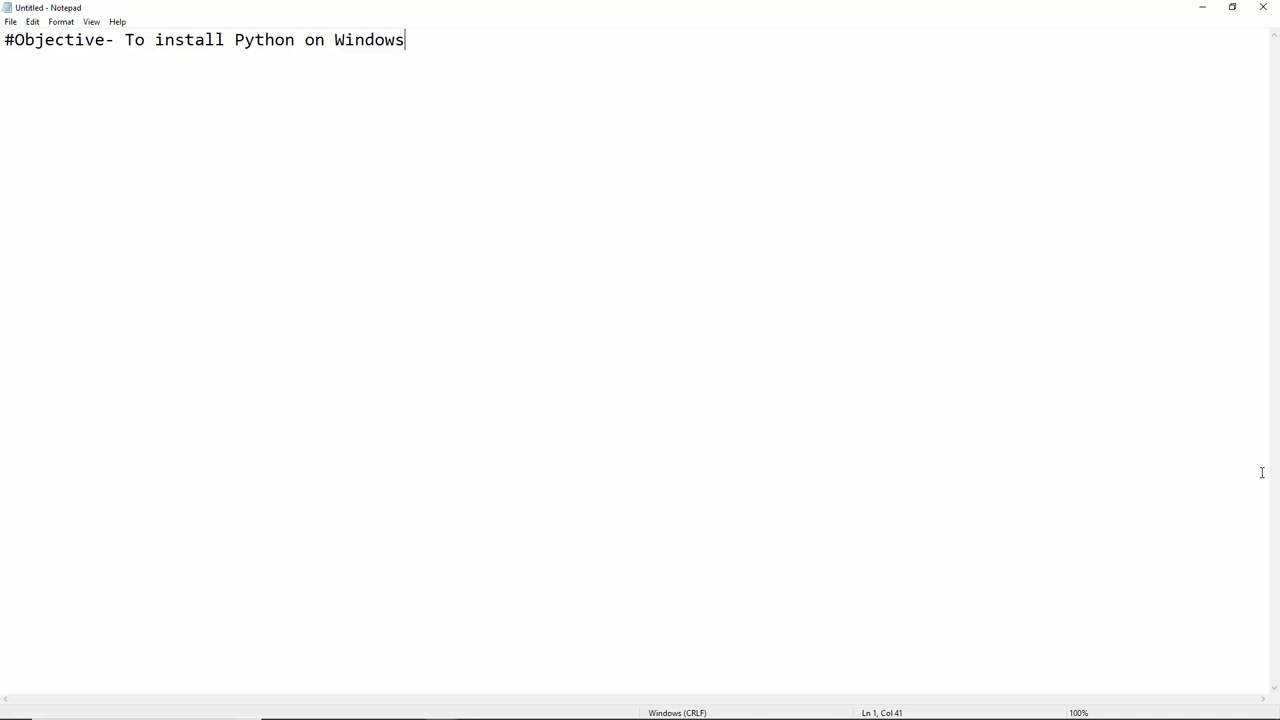 Untitled - Notepad
File Edit Format View Help
#Objective- To install Python on Windows
Windows (CRLF) Ln 1, Col 41 100%